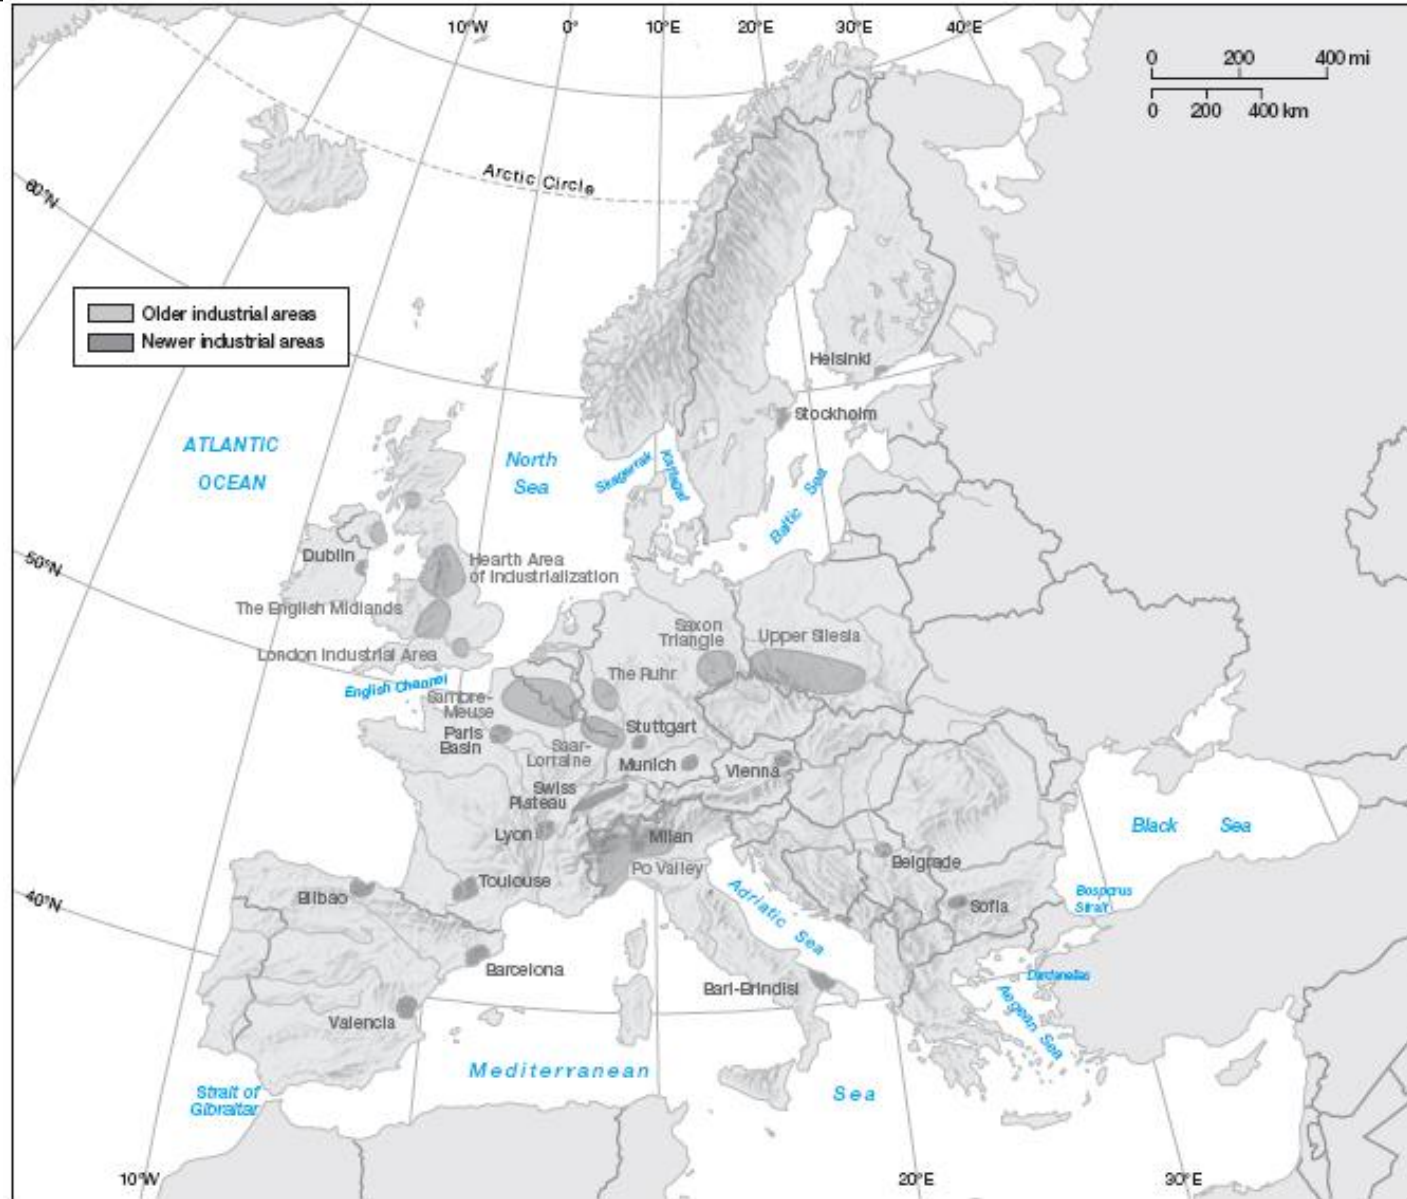 10°W
0°
10°E
20°E
30°E
40°E
0 200 400 mi
0 200 400 km
Arctic Circle
60°N
Older industrial areas
Newer industrial areas
Helsinki
Stockholm
ATLANTIC
OCEAN
North
Sea
Skagerrak
Kattegat
Baltic Sea
50°N
Dublin
Hearth Area
of Industrialization
The English Midlands
London Industrial Area
English Channel
Saxon
Triangle
Upper Silesia
The Ruhr
Sambre-
Meuse
Paris
Basin
Saar-
Lorraine
Stuttgart
Munich
Vienna
Swiss
Plateau
Lyon
Milan
Po Valley
Belgrade
Black Sea
40°N
Bilbao
Toulouse
Adriatic Sea
Sofia
Bosporus
Strait
Barcelona
Bari-Brindisi
Dardanelles
Aegean Sea
Valencia
Mediterranean
Sea
Strait of
Gibraltar
10°W
20°E
30°E